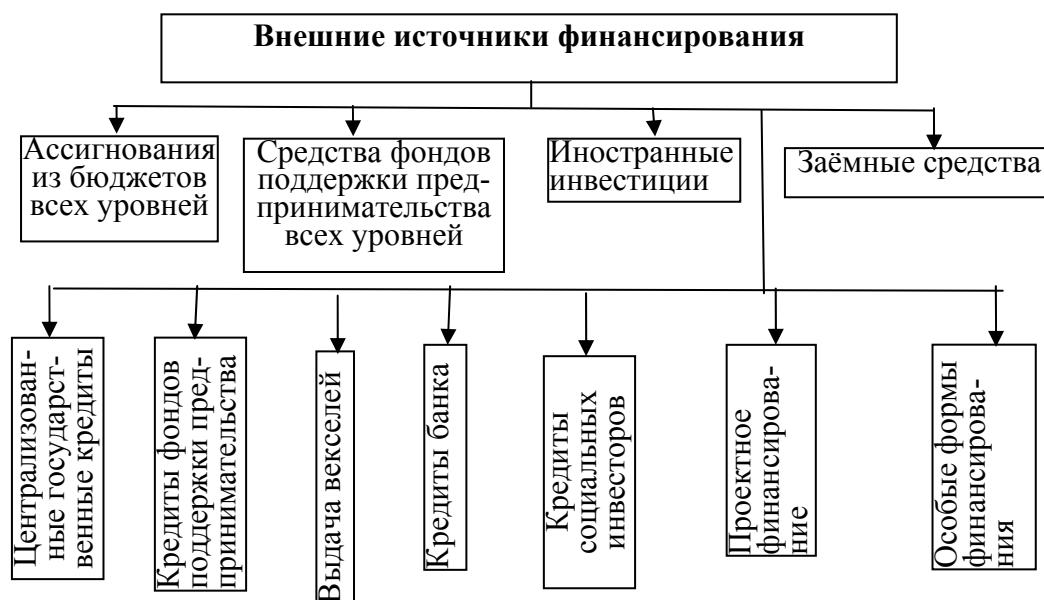 Внешние источники финансирования
Ассигнования
из бюджетов
всех уровней
Средства фондов
поддержки пред-
принимательства
всех уровней
Иностранные
инвестиции
Заёмные средства
Централизован-
ные государст-
венные кредиты
Кредиты фондов
поддержки пред-
принимательства
Выдача векселей
Кредиты банка
Кредиты
социальных
инвесторов
Проектное
финансирова-
ние
Особые формы
финансирова-
ния